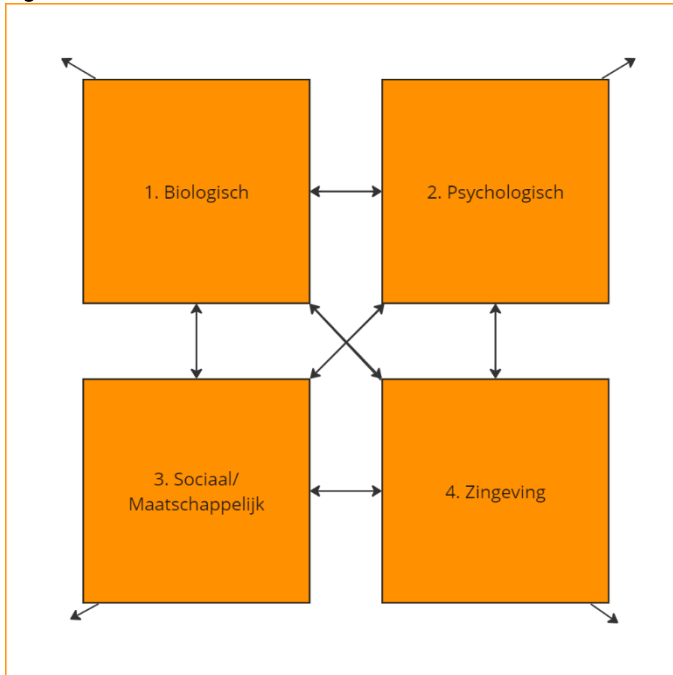 1. Biologisch
2. Psychologisch
3. Sociaal/
Maatschappelijk
4. Zingeving